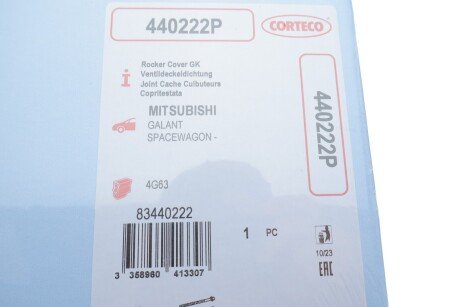 440222P
CORTECO
Rocker Cover GK
Ventildeckeldichtung
Joint Cache Culbuteurs
Copritestata
440222P
MITSUBISHI
GALANT
SPACEWAGON -
4G63
83440222
1 PC
10/23
EAC
3 358960 413307